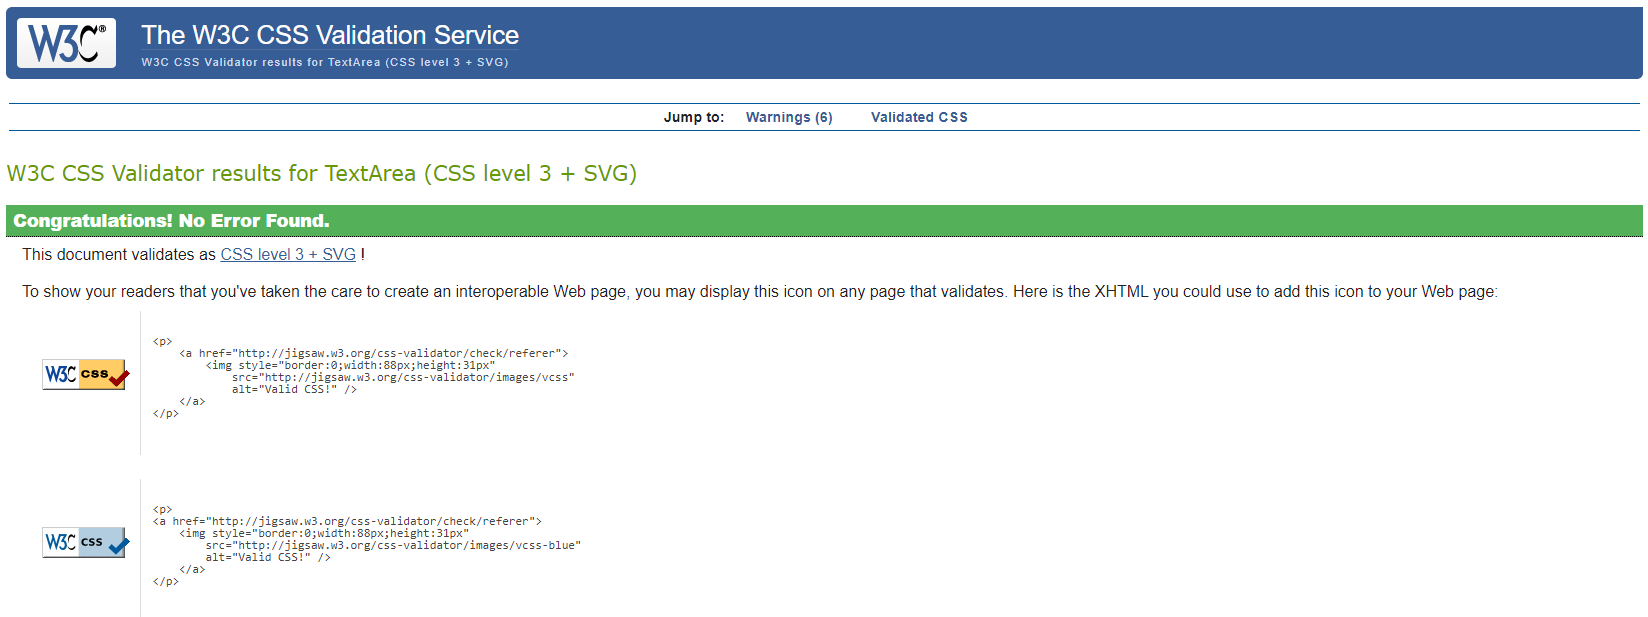 W3C®
The W3C CSS Validation Service
W3C CSS Validator results for TextArea (CSS level 3 + SVG)
Jump to: Warnings (6) Validated CSS
W3C CSS Validator results for TextArea (CSS level 3 + SVG)
Congratulations! No Error Found.
This document validates as CSS level 3 + SVG !
To show your readers that you've taken the care to create an interoperable Web page, you may display this icon on any page that validates. Here is the XHTML you could use to add this icon to your Web page:
W3C css
<p>
<a href="http://jigsaw.w3.org/css-validator/check/referer">
<img style="border:0;width:88px;height:31px"
src="http://jigsaw.w3.org/css-validator/images/vcss"
alt="Valid CSS!" />
</a>
</p>
W3C css
<p>
<a href="http://jigsaw.w3.org/css-validator/check/referer">
<img style="border:0;width:88px;height:31px"
src="http://jigsaw.w3.org/css-validator/images/vcss-blue"
alt="Valid CSS!" />
</a>
</p>